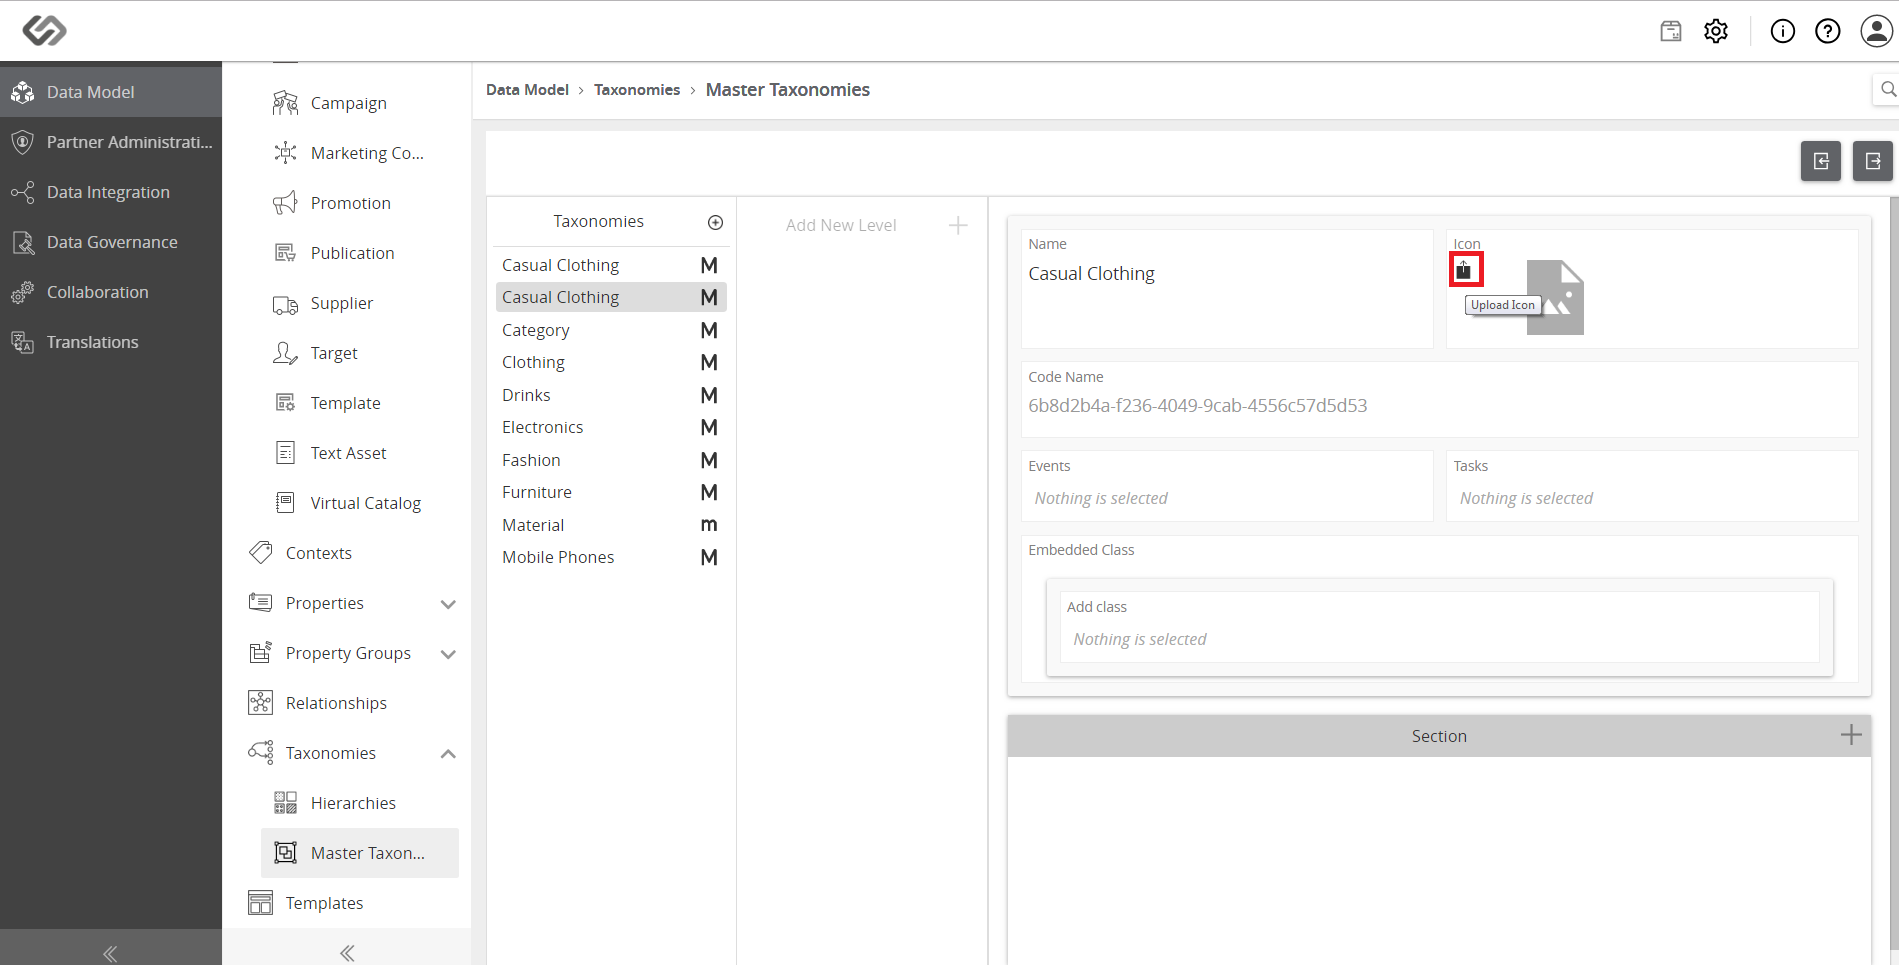 Data Model
Partner Administrati...
Data Integration
Data Governance
Collaboration
Translations
Campaign
Marketing Co...
Promotion
Publication
Supplier
Target
Template
Text Asset
Virtual Catalog
Contexts
Properties
Property Groups
Relationships
Taxonomies
Hierarchies
Master Taxon...
Templates
Data Model > Taxonomies > Master Taxonomies
Taxonomies
Casual Clothing M
Casual Clothing M
Category M
Clothing M
Drinks M
Electronics M
Fashion M
Furniture M
Material m
Mobile Phones M
Add New Level
Name
Casual Clothing
Icon
Upload Icon
Code Name
6b8d2b4a-f236-4049-9cab-4556c57d5d53
Events
Nothing is selected
Tasks
Nothing is selected
Embedded Class
Add class
Nothing is selected
Section